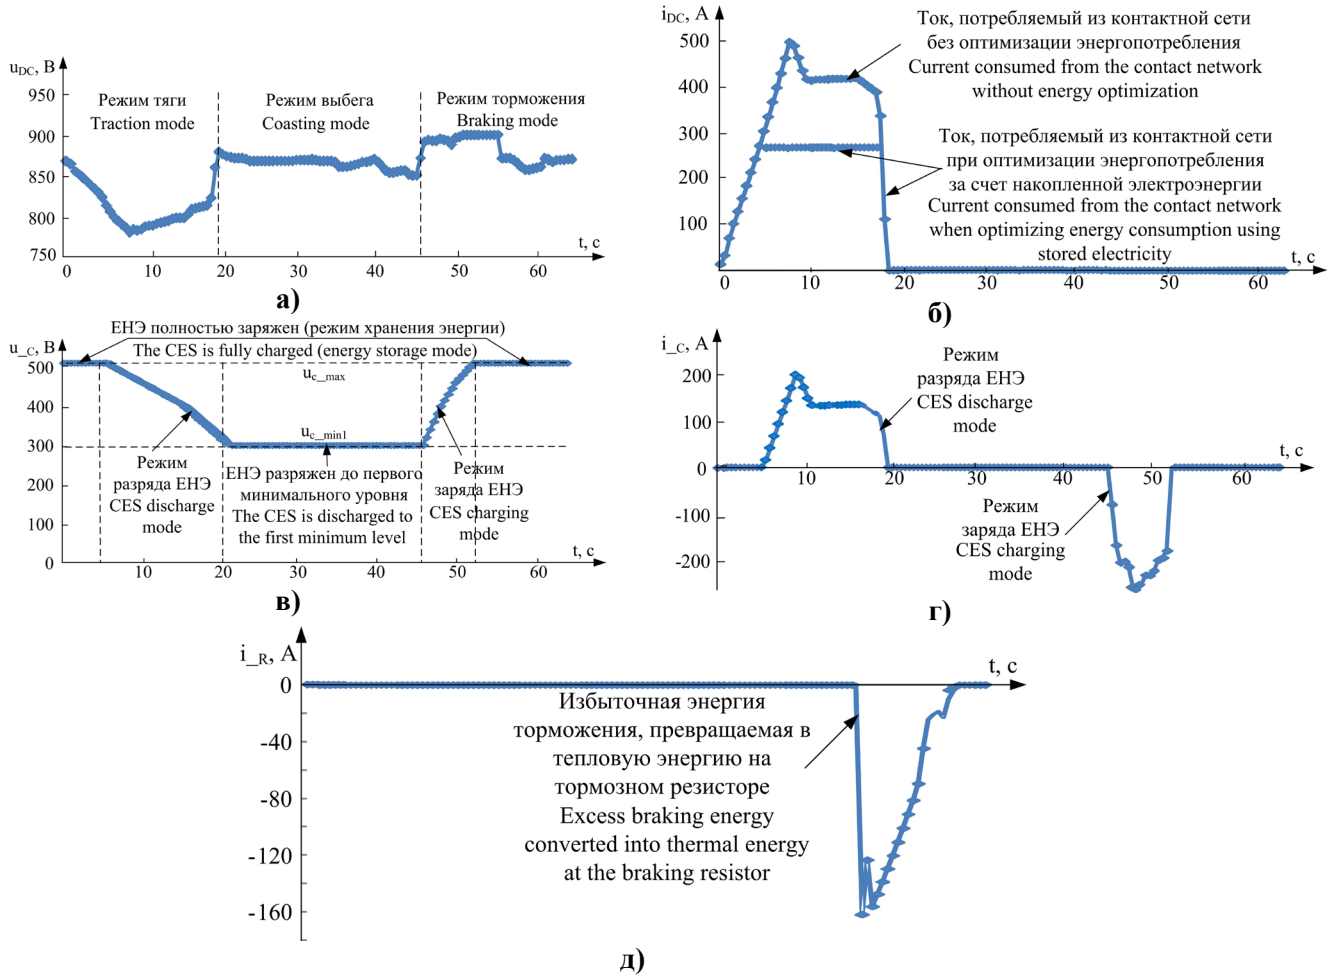 u_DC, В
950
900
850
800
750
Режим тяги
Traction mode
Режим выбега
Coasting mode
Режим торможения
Braking mode
0
10
20
30
40
50
60
t, с
а)
i_DC, А
500
400
300
200
100
Ток, потребляемый из контактной сети
без оптимизации энергопотребления
Current consumed from the contact network
without energy optimization
Ток, потребляемый из контактной сети
при оптимизации энергопотребления
за счет накопленной электроэнергии
Current consumed from the contact network
when optimizing energy consumption using
stored electricity
0
10
20
30
40
50
60
t, с
б)
u_C, В
500
400
300
200
100
0
ЕНЭ полностью заряжен (режим хранения энергии)
The CES is fully charged (energy storage mode)
u_c_max
u_c_min1
Режим
разряда ЕНЭ
CES discharge
mode
ЕНЭ разряжен до первого
минимального уровня
The CES is discharged to
the first minimum level
Режим
заряда ЕНЭ
CES charging
mode
10
20
30
40
50
60
t, с
в)
i_C, А
200
100
0
-100
-200
Режим
разряда ЕНЭ
CES discharge
mode
Режим
заряда ЕНЭ
CES charging
mode
10
20
30
40
50
60
t, с
г)
i_R, А
0
-40
-80
-120
-160
t, с
Избыточная энергия
торможения, превращаемая в
тепловую энергию на
тормозном резисторе
Excess braking energy
converted into thermal energy
at the braking resistor
д)